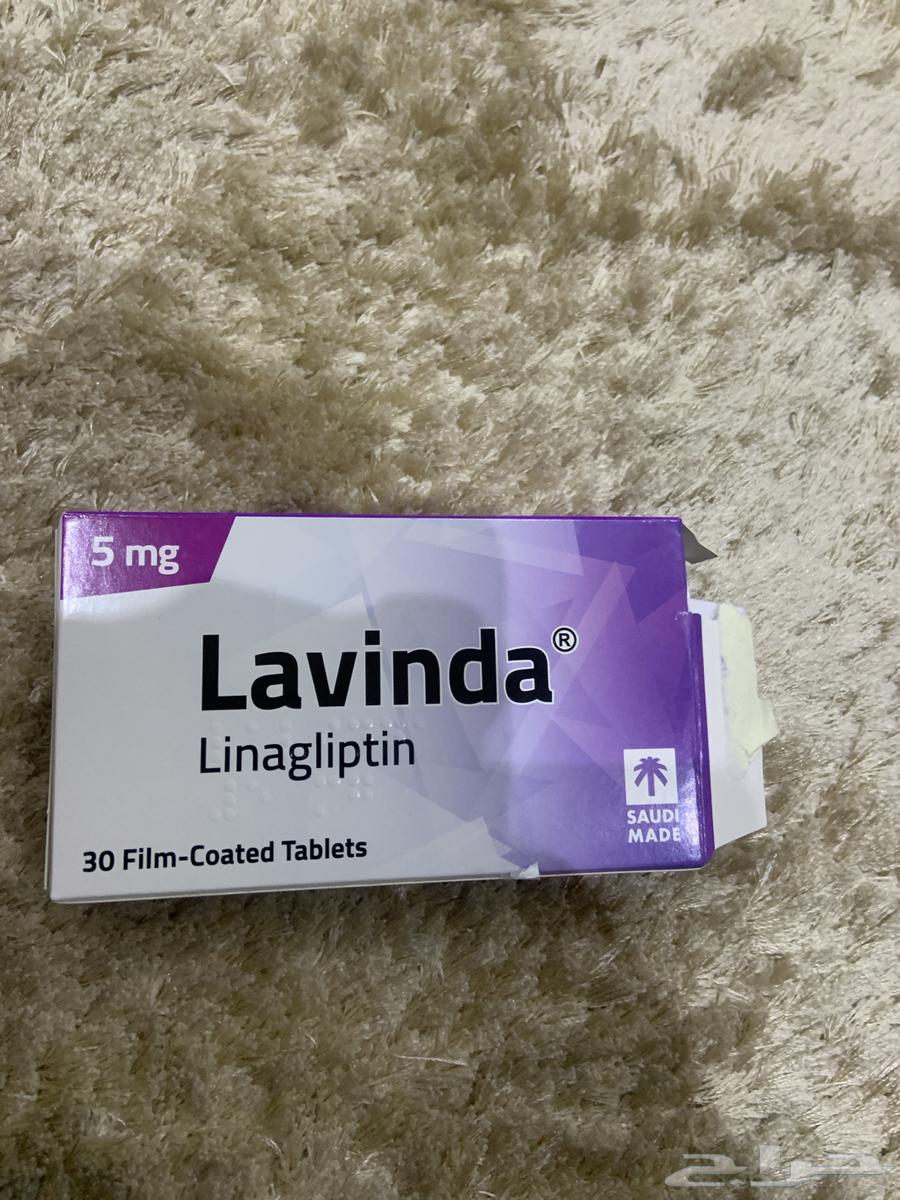 5 mg
Lavinda®
Linagliptin
30 Film-Coated Tablets
SAUDI
MADE
حراج